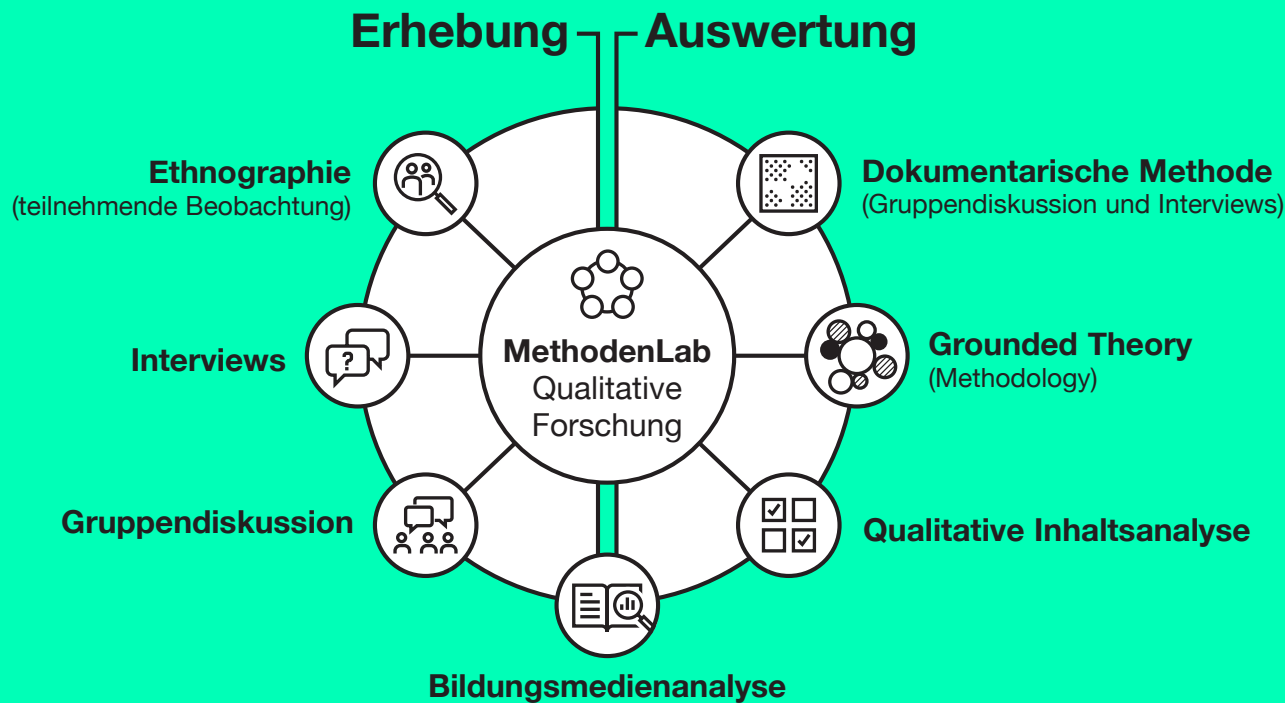 Erhebung
Auswertung
Ethnographie
(teilnehmende Beobachtung)
Dokumentarische Methode
(Gruppendiskussion und Interviews)
MethodenLab
Qualitative
Forschung
Interviews
?
Grounded Theory
(Methodology)
Gruppendiskussion
Qualitative Inhaltsanalyse
Bildungsmedienanalyse